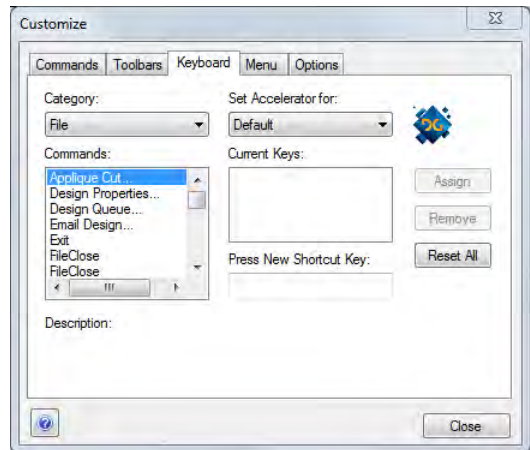 Customize
Commands Toolbars Keyboard Menu Options
Category:
Set Accelerator for:
File
Default
Commands:
Current Keys:
Applique Cut...
Design Properties...
Design Queue...
Email Design...
Exit
FileClose
FileClose
Assign
Remove
Press New Shortcut Key:
Reset All
Description:
Close